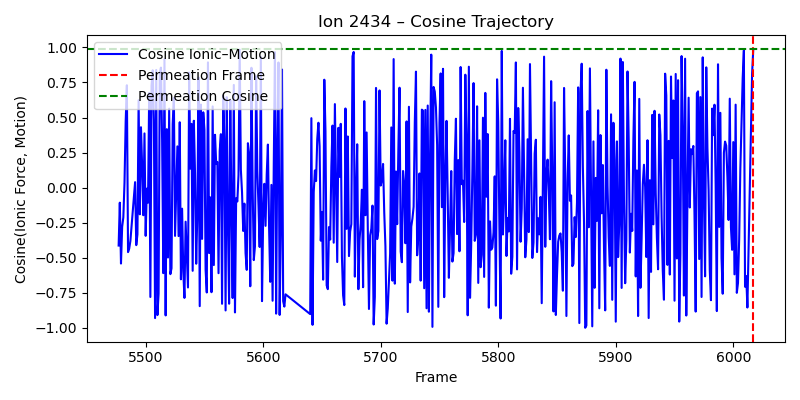 Ion 2434 – Cosine Trajectory
Cosine(Ionic Force, Motion)
1.00
0.75
0.50
0.25
0.00
−0.25
−0.50
−0.75
−1.00
Cosine Ionic–Motion
Permeation Frame
Permeation Cosine
5500
5600
5700
5800
5900
6000
Frame